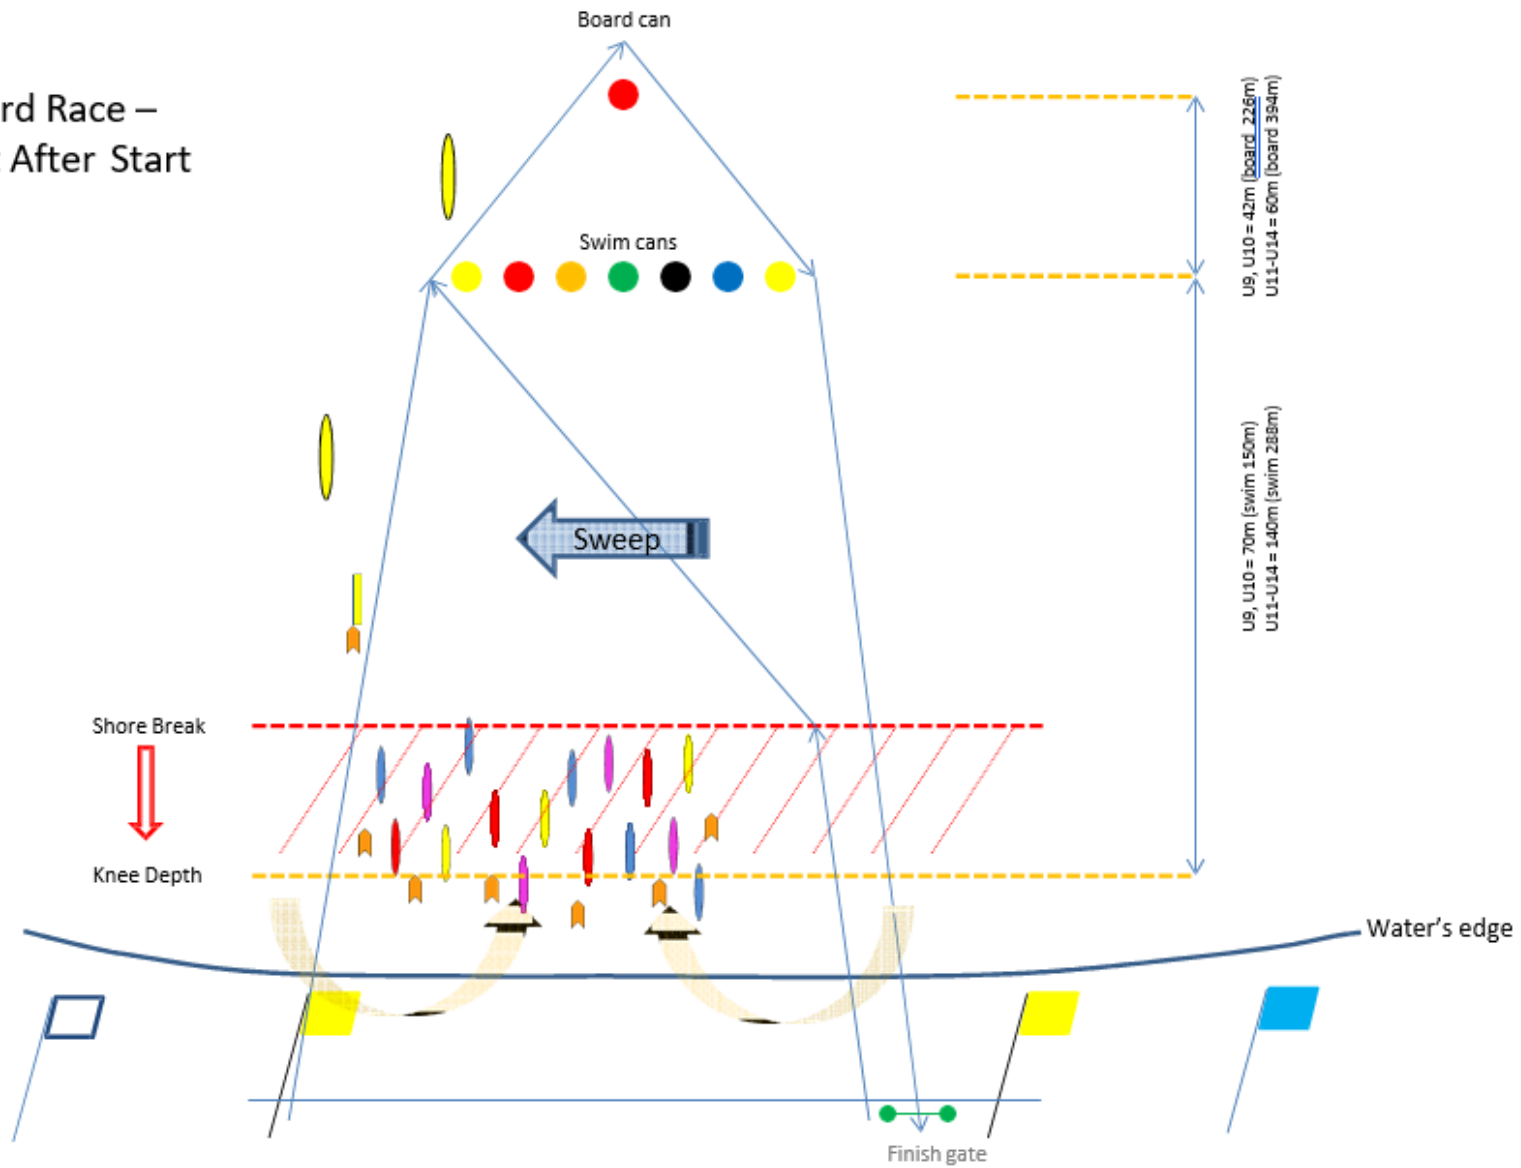 Board can
rd Race –
After Start
Swim cans
U9, U10 = 42m (board 226m)
U11-U14 = 60m (board 394m)
Sweep
U9, U10 = 70m (swim 150m)
U11-U14 = 140m (swim 288m)
Shore Break
Knee Depth
Water's edge
Finish gate